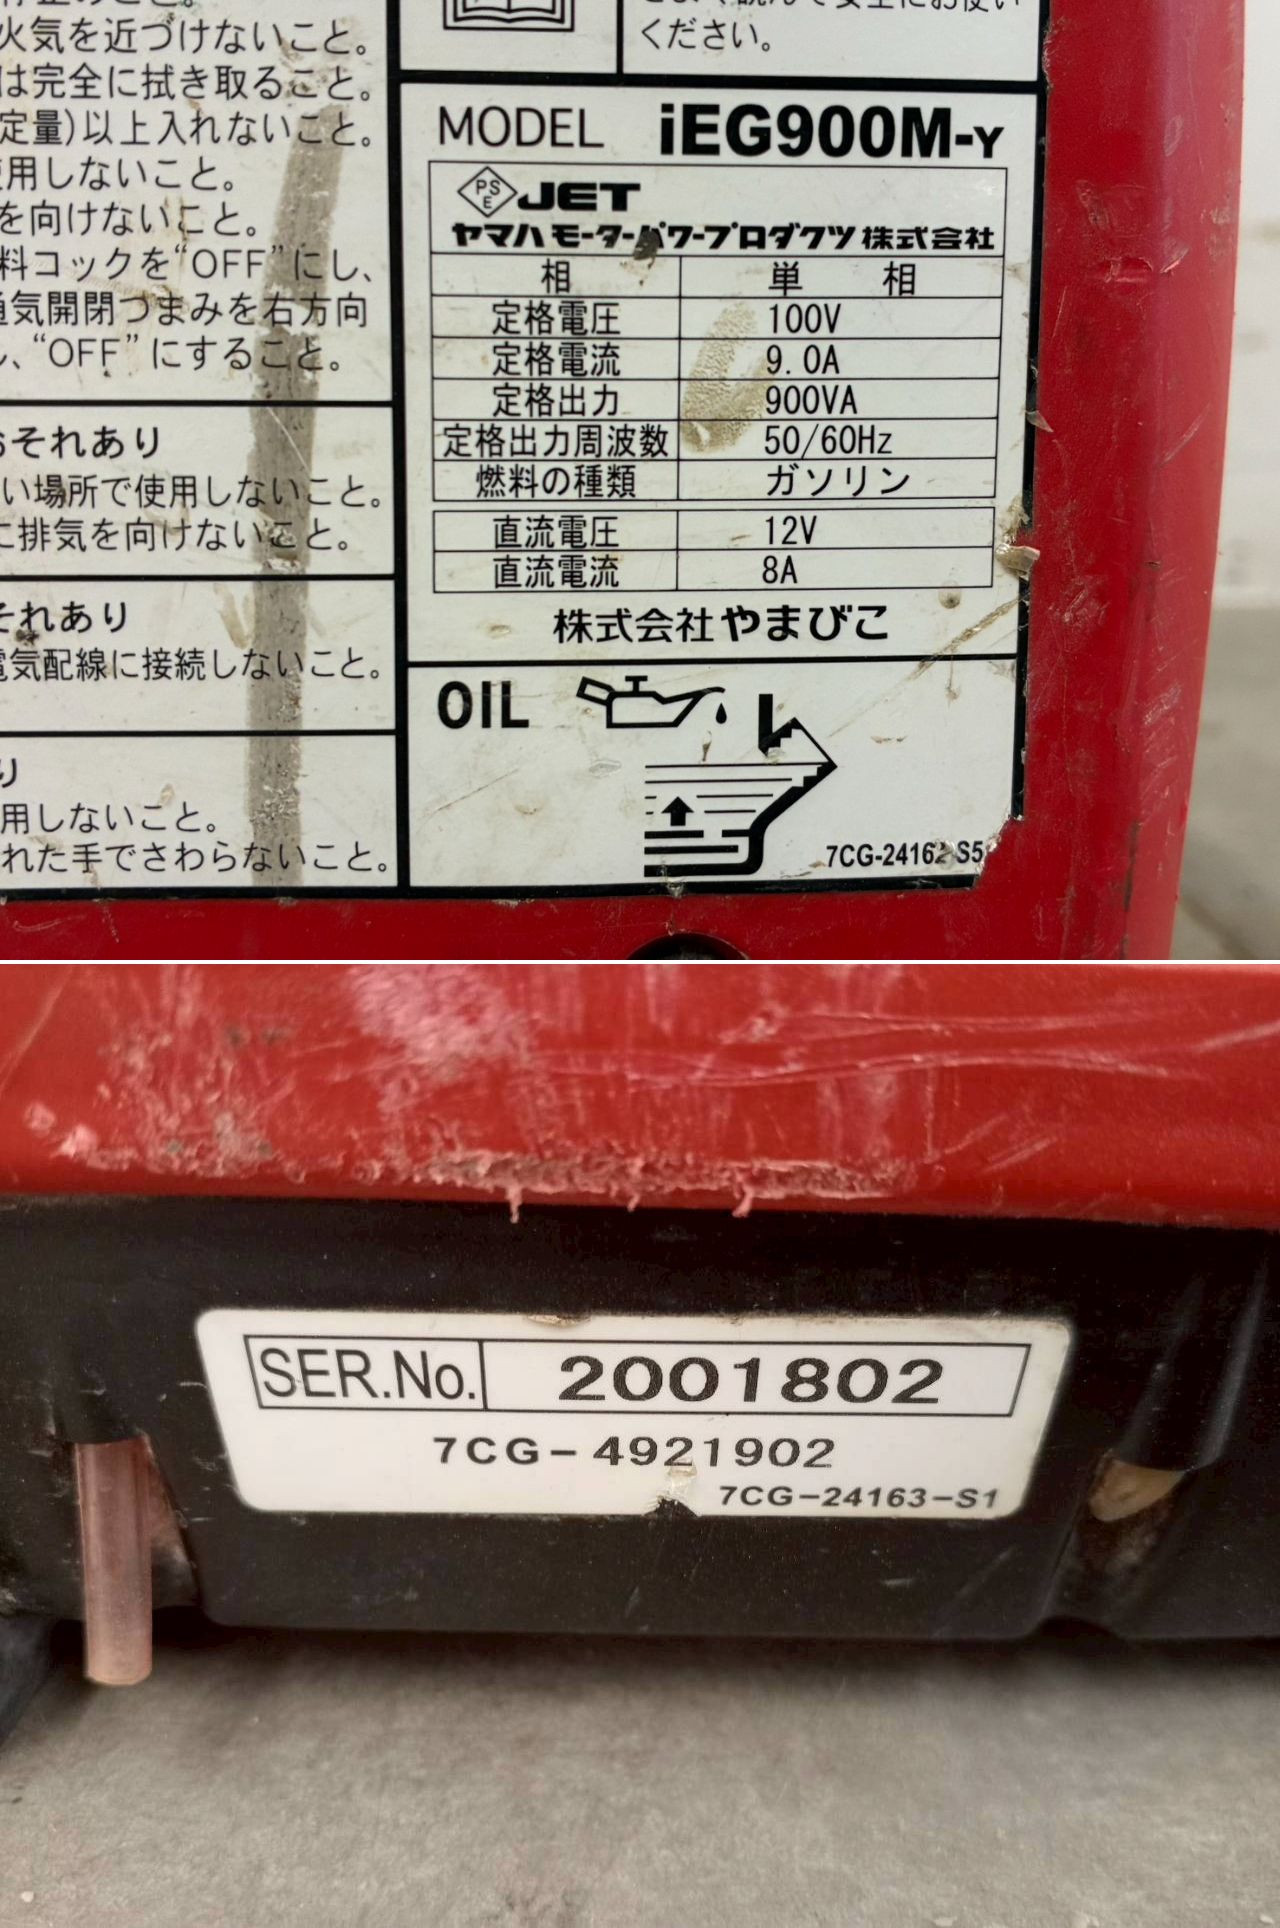 火気を近づけないこと。
は完全に拭き取ること。
定量)以上入れないこと。
使用しないこと。
を向けないこと。
料コックを“OFF”にし、
通気開閉つまみを右方向
し、“OFF”にすること。
おそれあり
い場所で使用しないこと。
に排気を向けないこと。
それあり
電気配線に接続しないこと。
り
用しないこと。
れた手でさわらないこと。
ください。
MODEL iEG900M-Y
PSE JET
ヤマハモーターパワープロダクツ株式会社
相 単相
定格電圧 100V
定格電流 9.0A
定格出力 900VA
定格出力周波数 50/60Hz
燃料の種類 ガソリン
直流電圧 12V
直流電流 8A
株式会社やまびこ
OIL
7CG-24162-S5
SER.No. 2001802
7CG-4921902
7CG-24163-S1